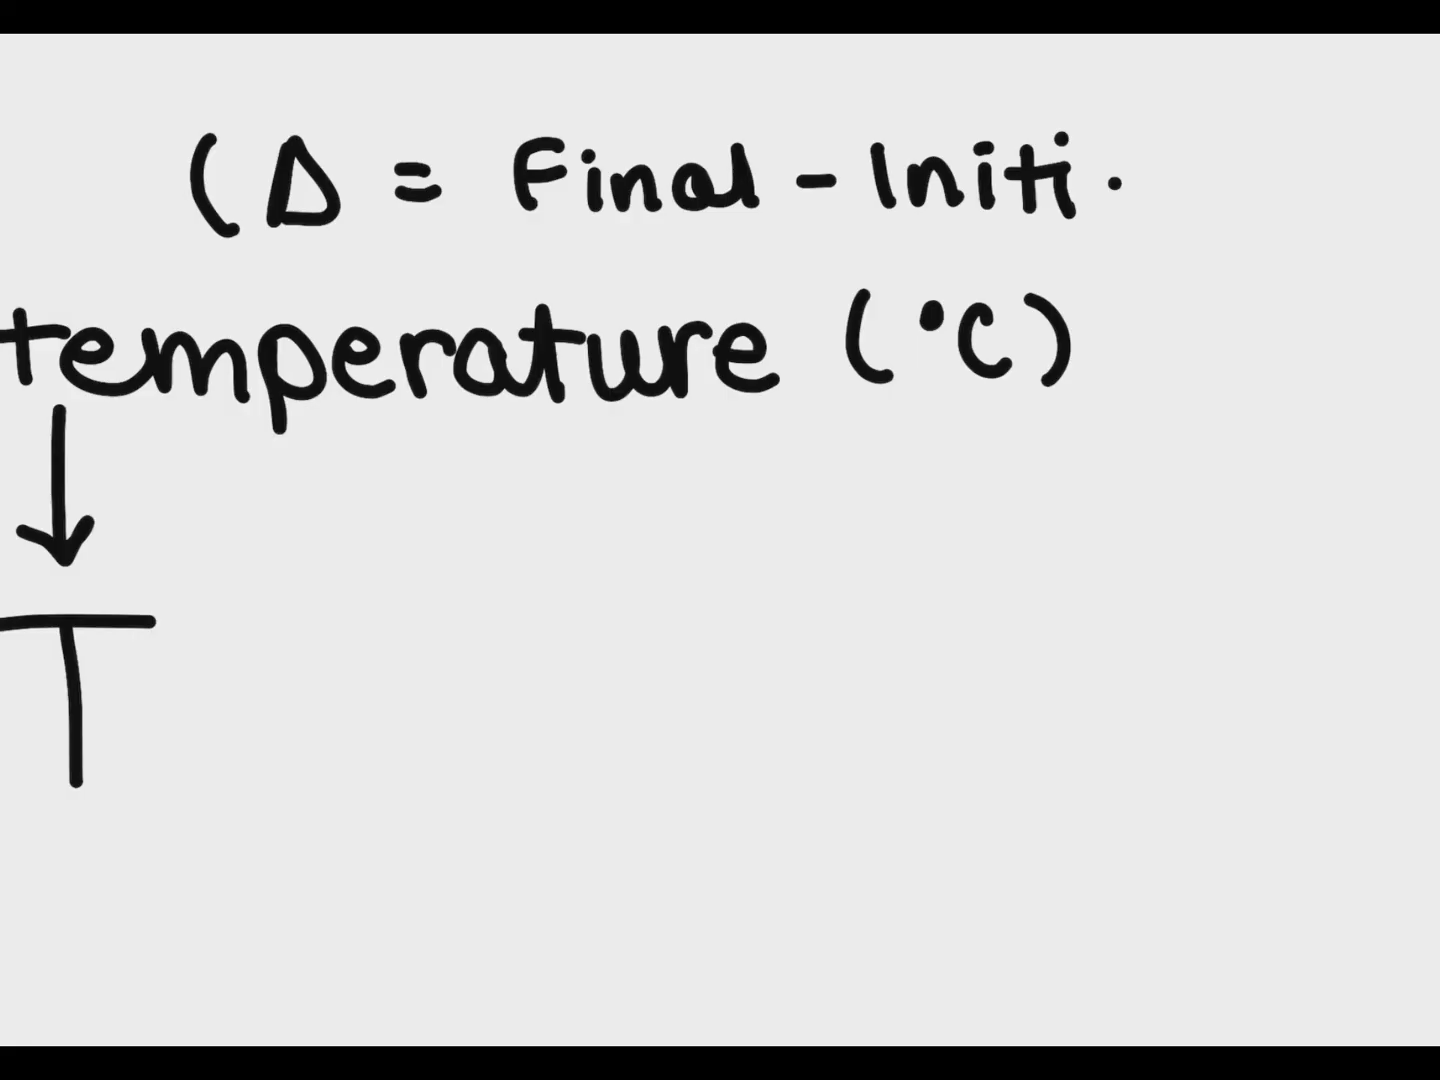 (Δ = Final - Initi.
temperature (°C)
T